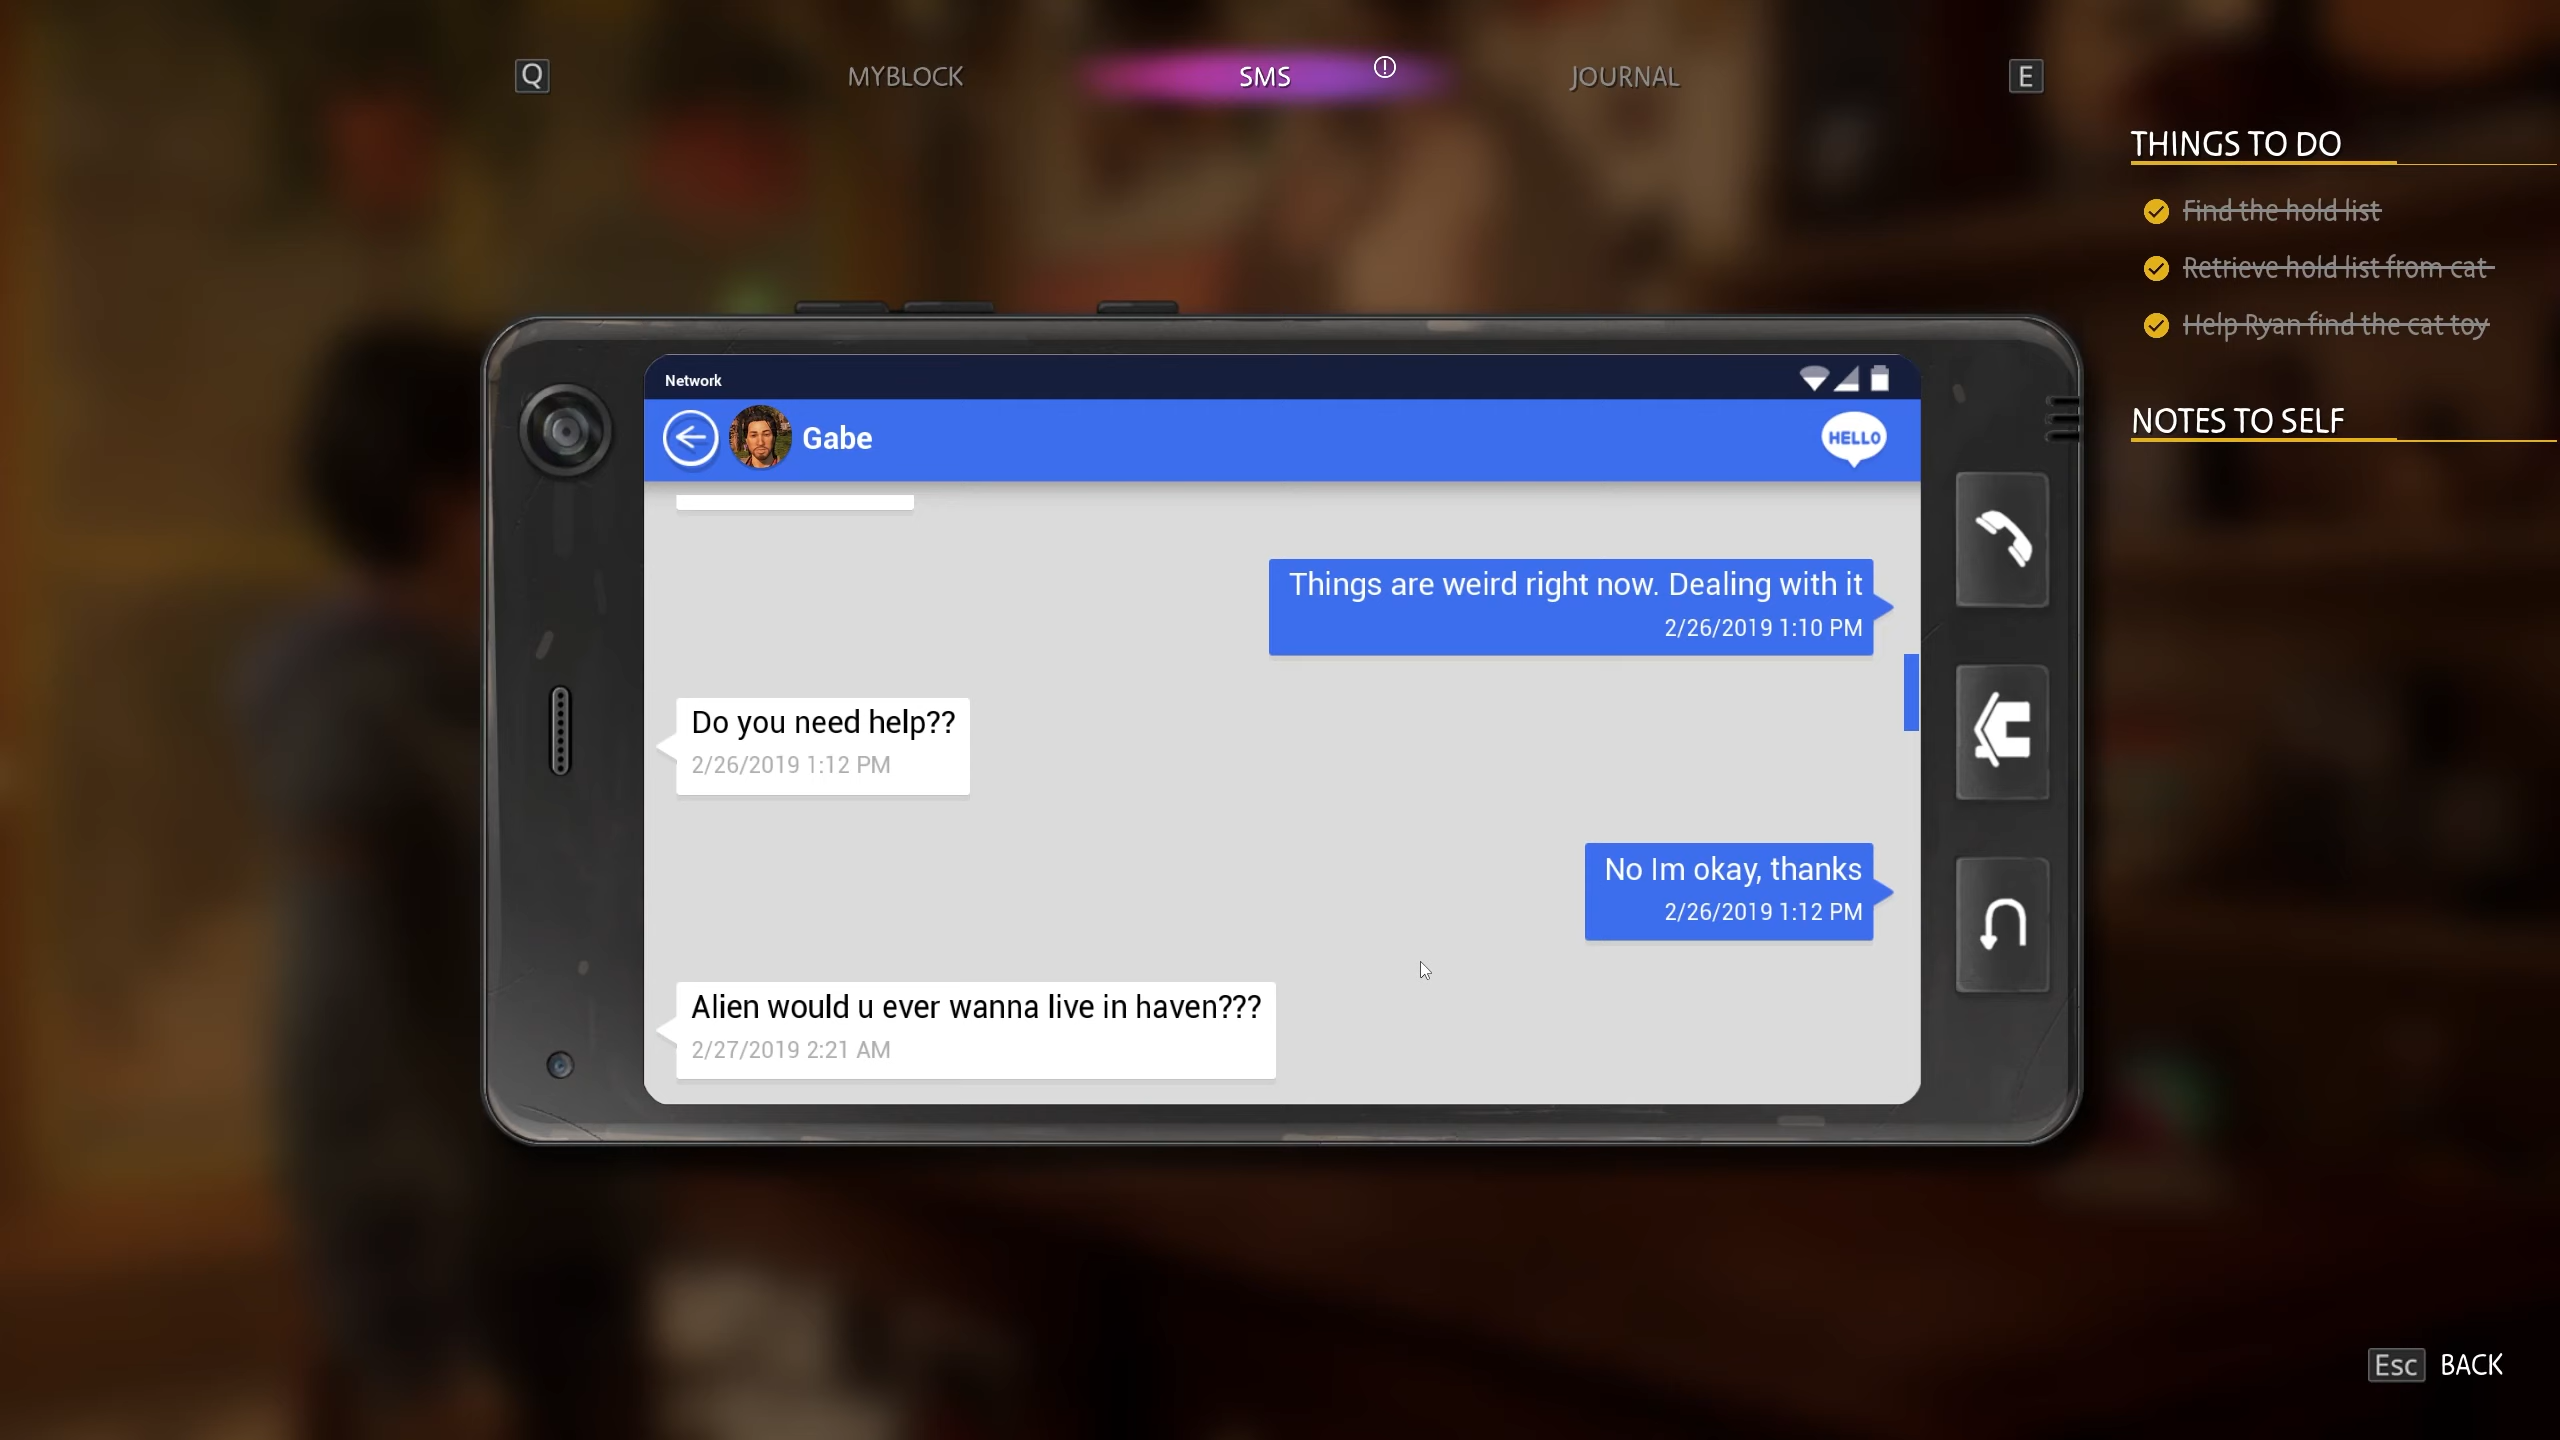 Q
MYBLOCK
SMS
JOURNAL
E
THINGS TO DO
Find the hold list
Retrieve hold list from cat
Help Ryan find the cat toy
NOTES TO SELF
Network
Gabe
HELLO
Things are weird right now. Dealing with it
2/26/2019 1:10 PM
Do you need help??
2/26/2019 1:12 PM
No Im okay, thanks
2/26/2019 1:12 PM
Alien would u ever wanna live in haven???
2/27/2019 2:21 AM
Esc BACK